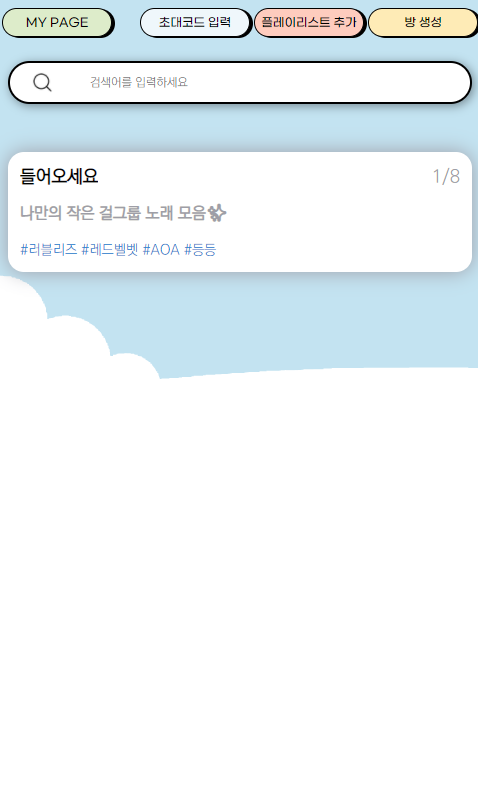 MY PAGE 초대코드 입력 플레이리스트 추가 방 생성
검색어를 입력하세요
들어오세요 1/8
나만의 작은 걸그룹 노래 모음✨
#러블리즈 #레드벨벳 #AOA #등등